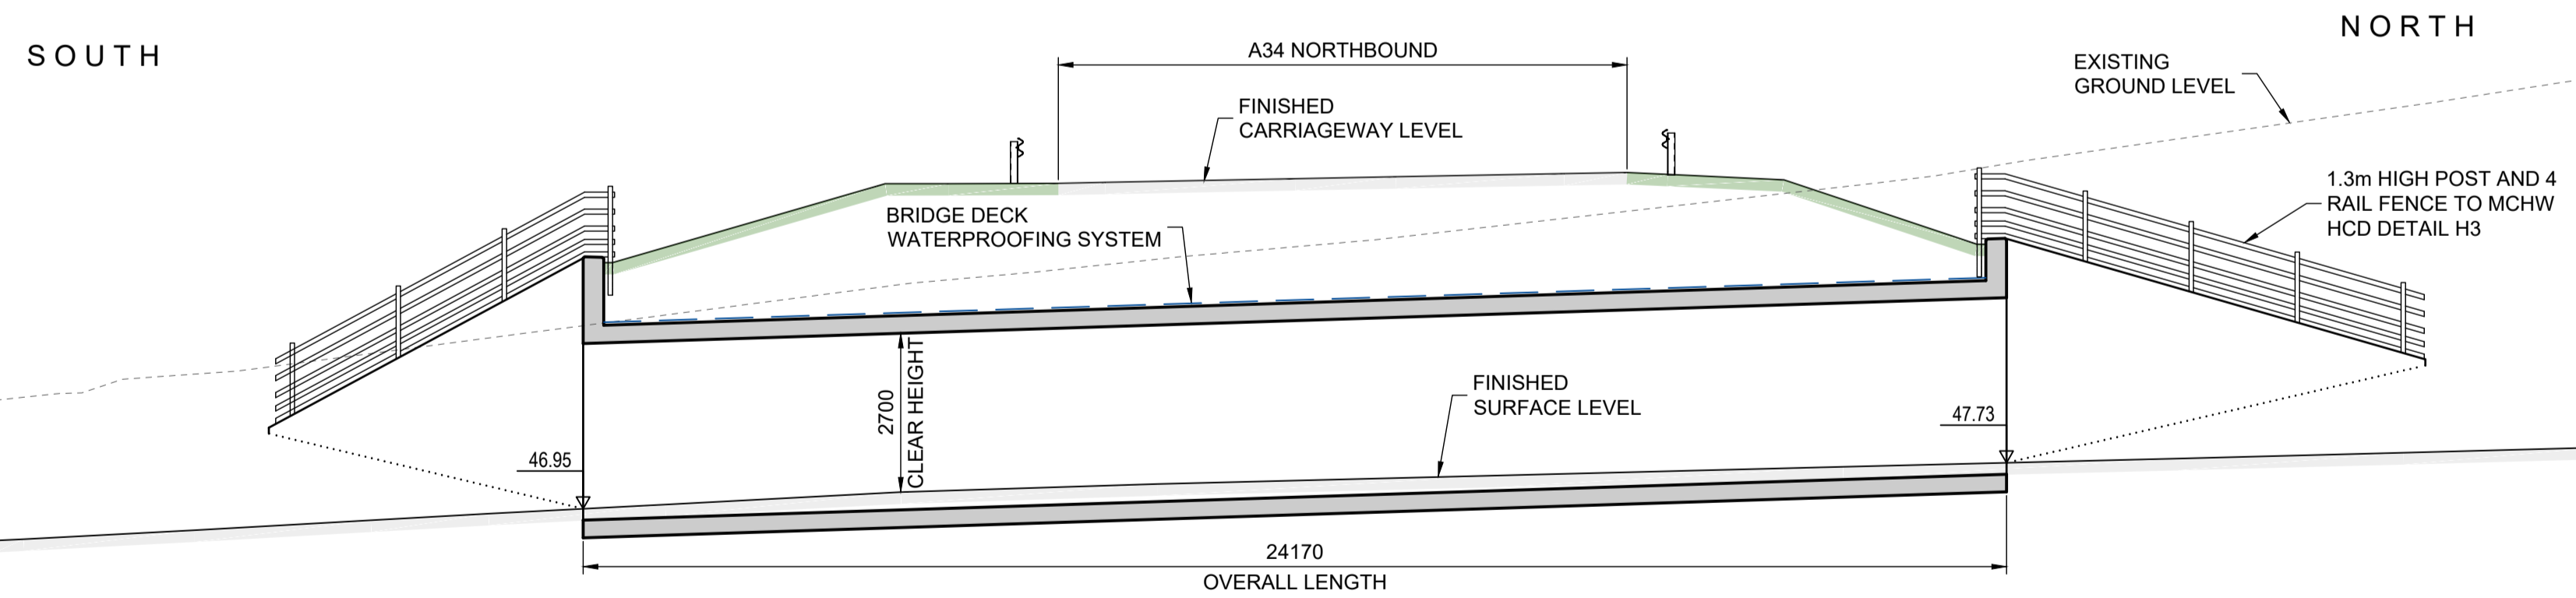 SOUTH
NORTH
A34 NORTHBOUND
EXISTING
GROUND LEVEL
FINISHED
CARRIAGEWAY LEVEL
1.3m HIGH POST AND 4
RAIL FENCE TO MCHW
HCD DETAIL H3
BRIDGE DECK
WATERPROOFING SYSTEM
2700
CLEAR HEIGHT
FINISHED
SURFACE LEVEL
47.73
46.95
24170
OVERALL LENGTH